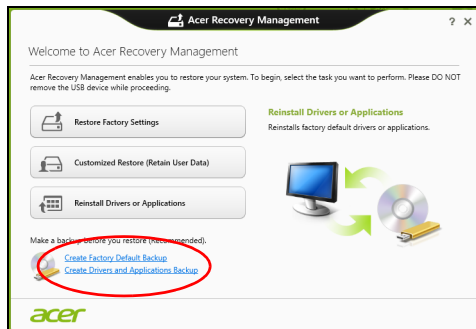 Acer Recovery Management
? ×
Welcome to Acer Recovery Management
Acer Recovery Management enables you to restore your system. To begin, select the task you want to perform. Please DO NOT
remove the USB device while proceeding.
Restore Factory Settings
Customized Restore (Retain User Data)
Reinstall Drivers or Applications
Reinstall Drivers or Applications
Reinstalls factory default drivers or applications.
Make a backup before you restore (Recommended).
Create Factory Default Backup
Create Drivers and Applications Backup
acer